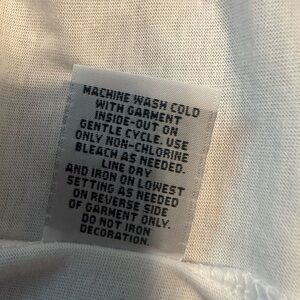 MACHINE WASH COLD
WITH GARMENT
INSIDE-OUT ON
GENTLE CYCLE. USE
ONLY NON-CHLORINE
BLEACH AS NEEDED.
LINE DRY
AND IRON ON LOWEST
SETTING AS NEEDED
ON REVERSE SIDE
OF GARMENT ONLY.
DO NOT IRON
DECORATION.